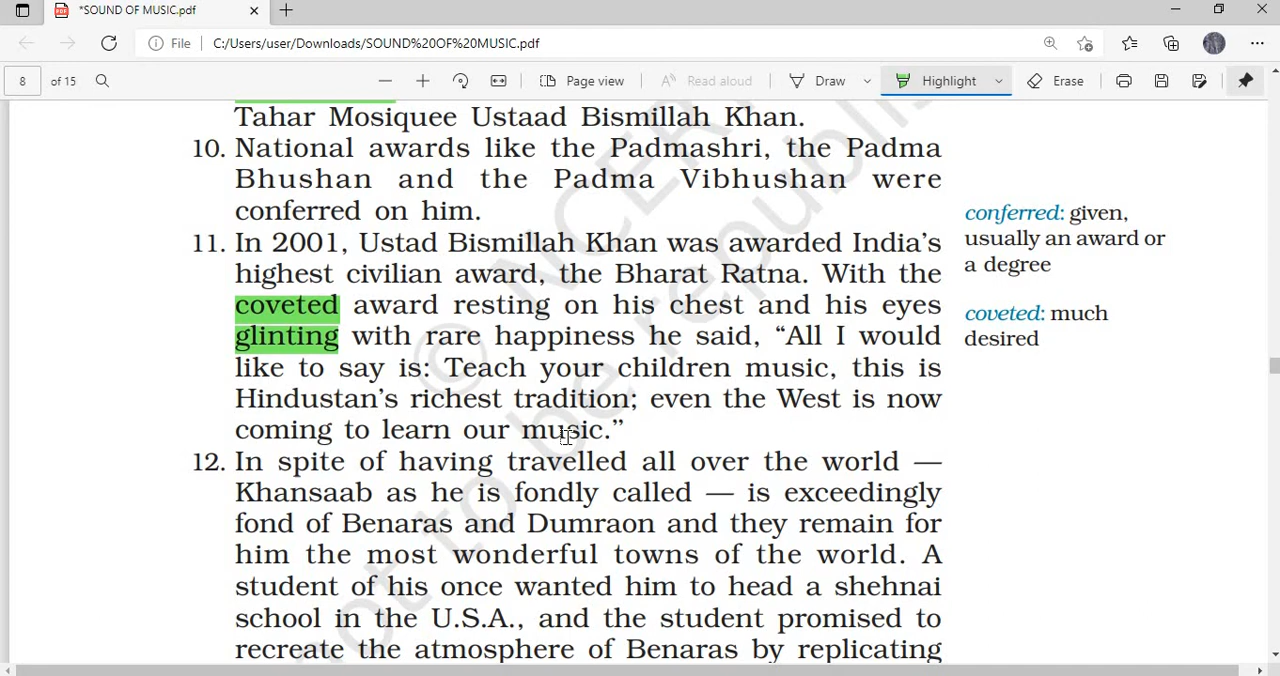 *SOUND OF MUSIC.pdf
File C:/Users/user/Downloads/SOUND%20OF%20MUSIC.pdf
8 of 15 Page view Read aloud Draw Highlight Erase
Tahar Mosiquee Ustaad Bismillah Khan.
10. National awards like the Padmashri, the Padma
Bhushan and the Padma Vibhushan were
conferred on him.
11. In 2001, Ustad Bismillah Khan was awarded India's
highest civilian award, the Bharat Ratna. With the
coveted award resting on his chest and his eyes
glinting with rare happiness he said, "All I would
like to say is: Teach your children music, this is
Hindustan's richest tradition; even the West is now
coming to learn our music."
12. In spite of having travelled all over the world —
Khansaab as he is fondly called — is exceedingly
fond of Benaras and Dumraon and they remain for
him the most wonderful towns of the world. A
student of his once wanted him to head a shehnai
school in the U.S.A., and the student promised to
recreate the atmosphere of Benaras by replicating
conferred: given,
usually an award or
a degree
coveted: much
desired
© NCER
not to be republis